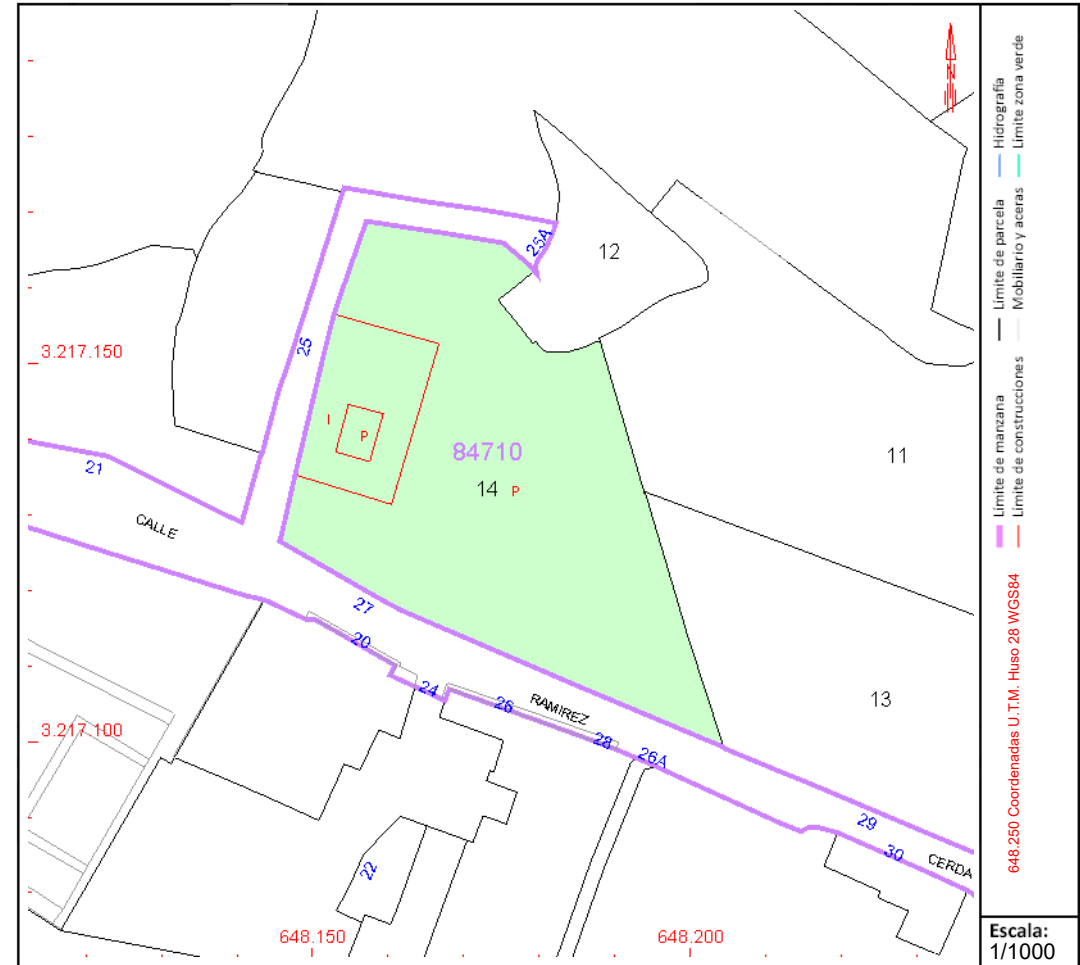 N
12
25A
3.217.150
25
I
P
84710
14 P
11
21
CALLE
27
20
24
26
RAMIREZ
28
26A
13
3.217.100
29
30
CERDA
22
648.150
648.200
Límite zona verde
Hidrografía
Mobiliario y aceras
Límite de parcela
Límite de construcciones
Límite de manzana
648.250 Coordenadas U.T.M. Huso 28 WGS84
Escala:
1/1000